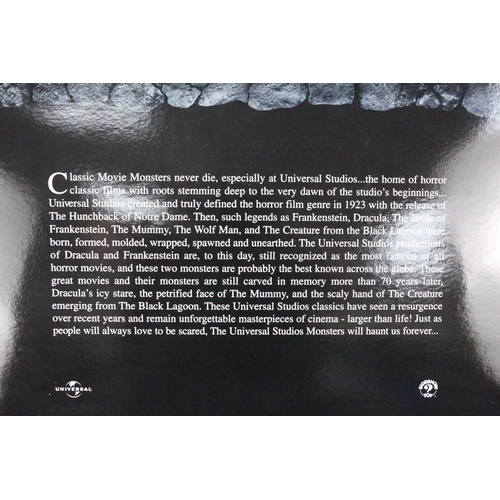 Classic Movie Monsters never die, especially at Universal Studios...the home of horror
classic films with roots stemming deep to the very dawn of the studio's beginnings...
Universal Studios created and truly defined the horror film genre in 1923 with the release of
The Hunchback of Notre Dame. Then, such legends as Frankenstein, Dracula, The Bride of
Frankenstein, The Mummy, The Wolf Man, and The Creature from the Black Lagoon were
born, formed, molded, wrapped, spawned and unearthed. The Universal Studios productions
of Dracula and Frankenstein are, to this day, still recognized as the most famous of all
horror movies, and these two monsters are probably the best known across the globe. These
great movies and their monsters are still carved in memory more than 70 years later,
Dracula's icy stare, the petrified face of The Mummy, and the scaly hand of The Creature
emerging from The Black Lagoon. These Universal Studios classics have seen a resurgence
over recent years and remain unforgettable masterpieces of cinema - larger than life! Just as
people will always love to be scared, The Universal Studios Monsters will haunt us forever...
UNIVERSAL
SIDESHOW
?
TOY